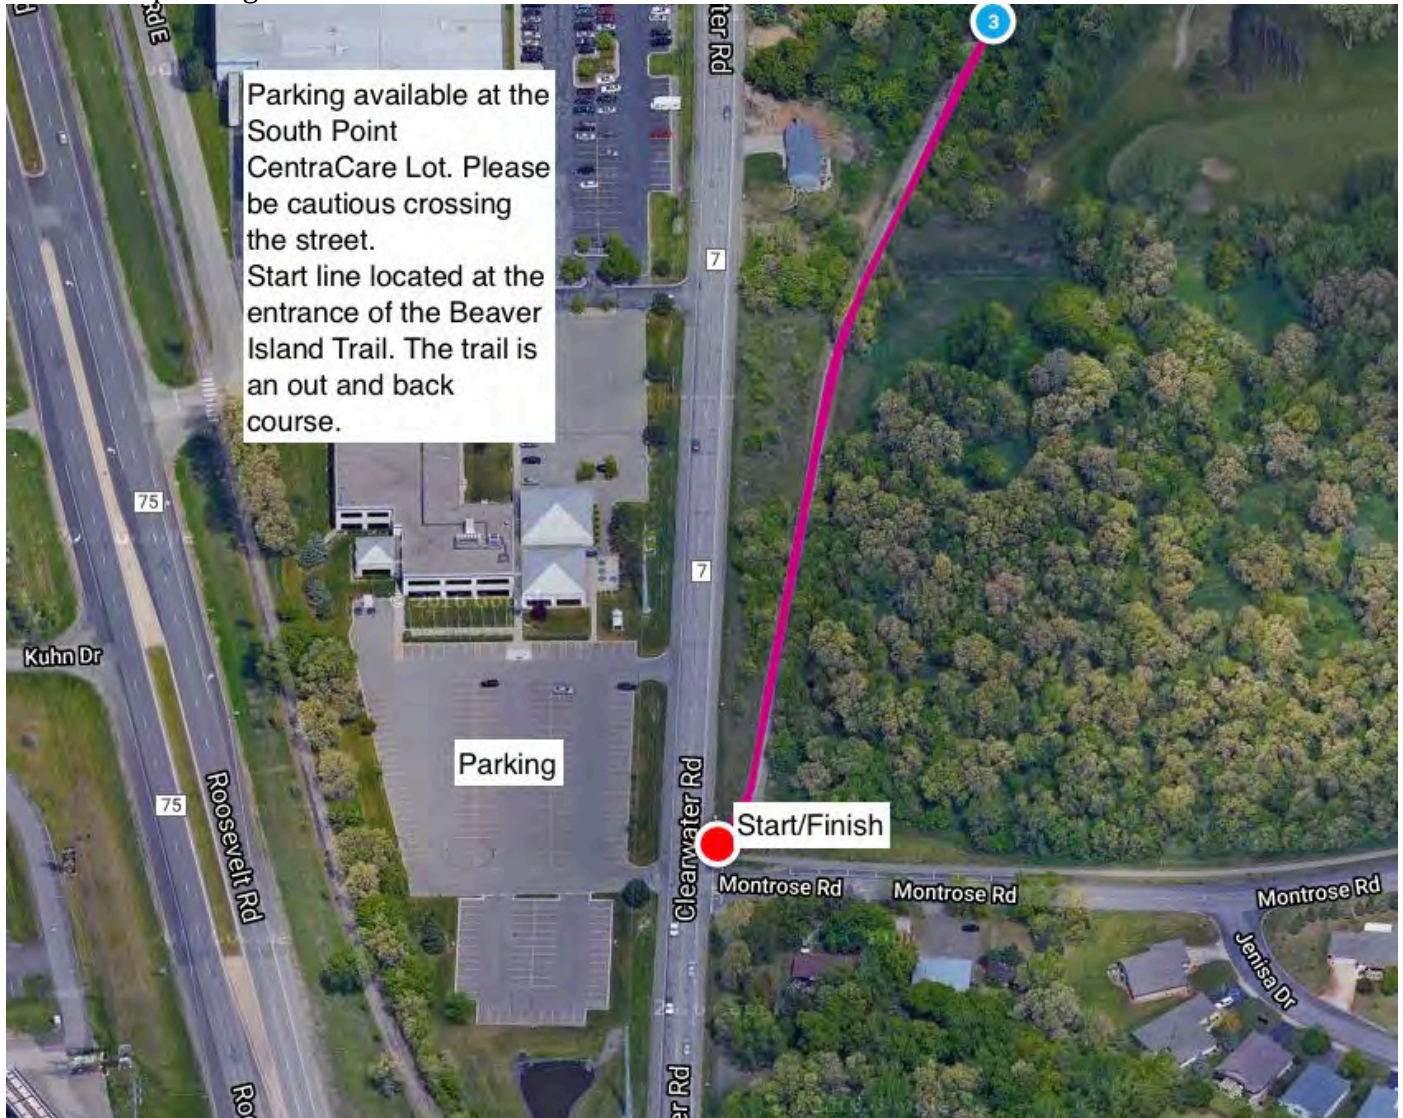 Rd E
ter Rd
3
Parking available at the
South Point
CentraCare Lot. Please
be cautious crossing
the street.
Start line located at the
entrance of the Beaver
Island Trail. The trail is
an out and back
course.
7
75
7
Kuhn Dr
Parking
75
Roosevelt Rd
Clearwater Rd
Start/Finish
Montrose Rd
Montrose Rd
Montrose Rd
Jenisa Dr
er Rd